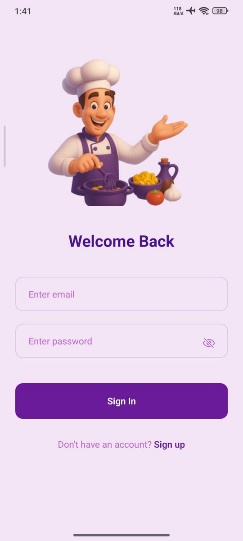 1:41
Welcome Back
Enter email
Enter password
Sign In
Don't have an account? Sign up